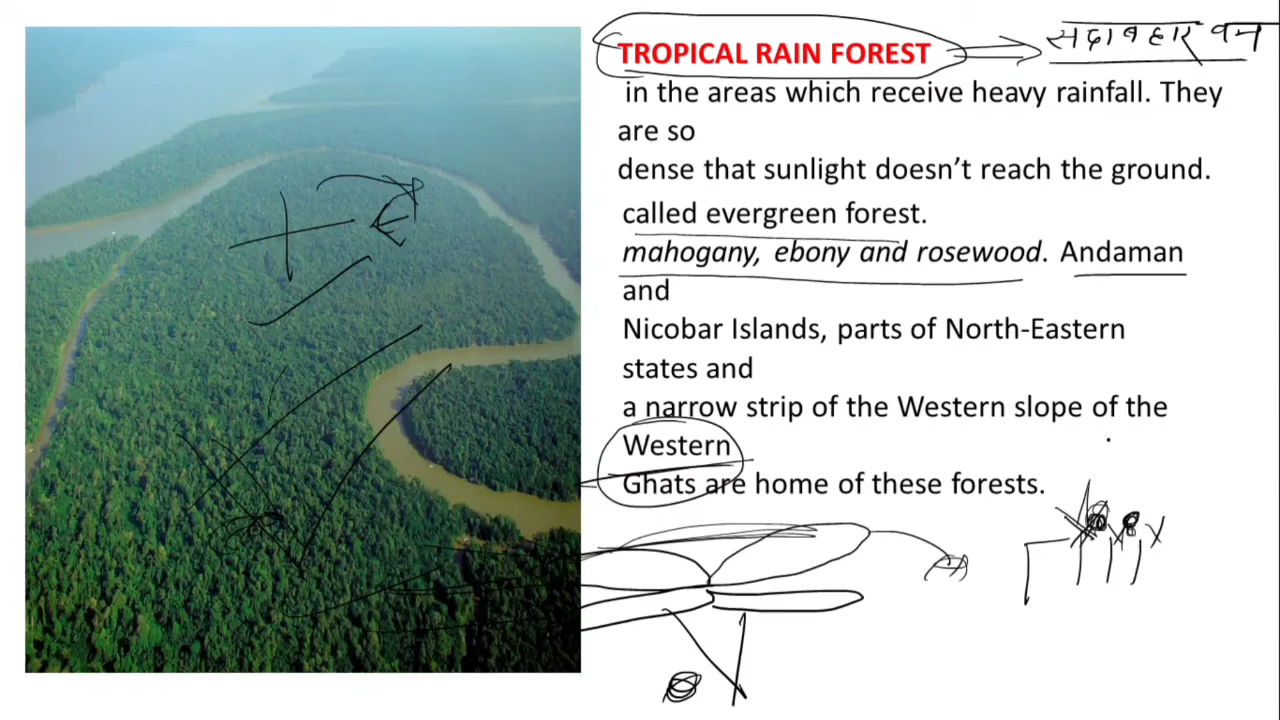 TROPICAL RAIN FOREST
सदाबहार वन
in the areas which receive heavy rainfall. They
are so
dense that sunlight doesn’t reach the ground.
called evergreen forest.
mahogany, ebony and rosewood. Andaman
and
Nicobar Islands, parts of North-Eastern
states and
a narrow strip of the Western slope of the
Western
Ghats are home of these forests.